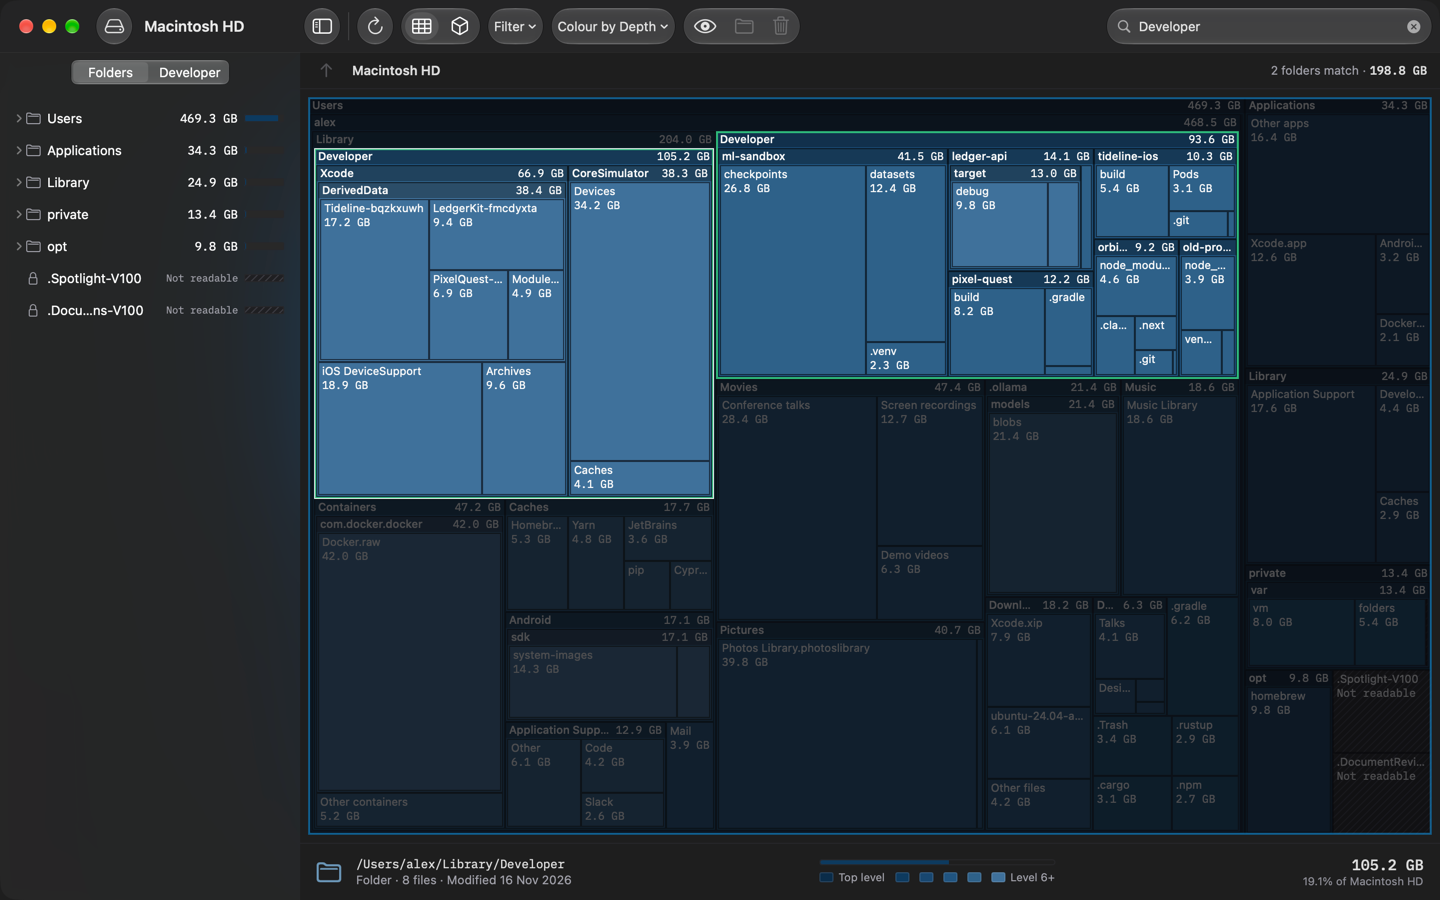 Macintosh HD
Filter
Colour by Depth
Developer
Folders Developer
Macintosh HD
2 folders match · 198.8 GB
Users 469.3 GB
Applications 34.3 GB
Library 24.9 GB
private 13.4 GB
opt 9.8 GB
.Spotlight-V100 Not readable
.Docu...ns-V100 Not readable
Users 469.3 GB
alex 468.5 GB
Library 204.0 GB
Developer 105.2 GB
Xcode 66.9 GB
DerivedData 38.4 GB
Tideline-bqzkxuwh
17.2 GB
LedgerKit-fmcdyxta
9.4 GB
PixelQuest-...
6.9 GB
Module...
4.9 GB
iOS DeviceSupport
18.9 GB
Archives
9.6 GB
CoreSimulator 38.3 GB
Devices
34.2 GB
Caches
4.1 GB
Developer 93.6 GB
ml-sandbox 41.5 GB
checkpoints
26.8 GB
datasets
12.4 GB
.venv
2.3 GB
ledger-api 14.1 GB
target 13.0 GB
debug
9.8 GB
pixel-quest 12.2 GB
build
8.2 GB
.gradle
tideline-ios 10.3 GB
build
5.4 GB
Pods
3.1 GB
.git
orbi... 9.2 GB
node_modu...
4.6 GB
.cla...
.next
.git
old-pro...
node_...
3.9 GB
ven...
Containers 47.2 GB
com.docker.docker 42.0 GB
Docker.raw
42.0 GB
Other containers
5.2 GB
Caches 17.7 GB
Homebr...
5.3 GB
Yarn
4.8 GB
JetBrains
3.6 GB
pip
Cypr...
Android 17.1 GB
sdk 17.1 GB
system-images
14.3 GB
Application Supp... 12.9 GB
Other
6.1 GB
Code
4.2 GB
Slack
2.6 GB
Mail
3.9 GB
Movies 47.4 GB
Conference talks
28.4 GB
Screen recordings
12.7 GB
Demo videos
6.3 GB
Pictures 40.7 GB
Photos Library.photoslibrary
39.8 GB
.ollama 21.4 GB
models 21.4 GB
blobs
21.4 GB
Music 18.6 GB
Music Library
18.6 GB
Downl... 18.2 GB
Xcode.xip
7.9 GB
ubuntu-24.04-a...
6.1 GB
Other files
4.2 GB
D... 6.3 GB
Talks
4.1 GB
Desi...
.gradle
6.2 GB
.Trash
3.4 GB
.rustup
2.9 GB
.cargo
3.1 GB
.npm
2.7 GB
Applications 34.3 GB
Other apps
16.4 GB
Xcode.app
12.6 GB
Androi...
3.2 GB
Docker...
2.1 GB
Library 24.9 GB
Application Support
17.6 GB
Develo...
4.4 GB
Caches
2.9 GB
private 13.4 GB
var 13.4 GB
vm
8.0 GB
folders
5.4 GB
opt 9.8 GB
homebrew
9.8 GB
.Spotlight-V100
Not readable
.DocumentRevi...
Not readable
/Users/alex/Library/Developer
Folder · 8 files · Modified 16 Nov 2026
Top level Level 6+
105.2 GB
19.1% of Macintosh HD